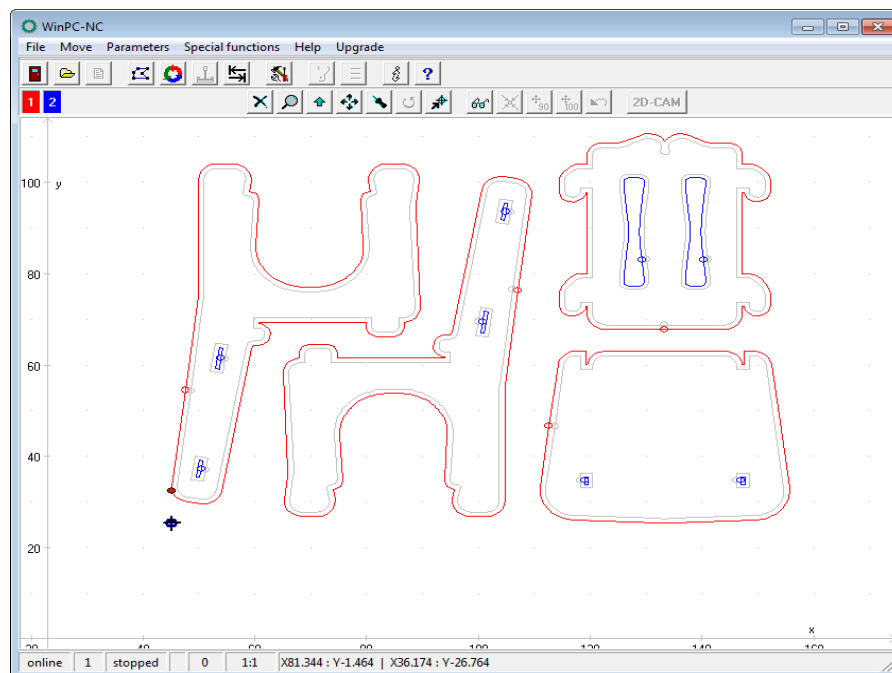 WinPC-NC
File Move Parameters Special functions Help Upgrade
?
1 2 90 100 2D-CAM
100 y
80
60
40
20
x
20 40 60 80 100 120 140 160
online 1 stopped 0 1:1 X81.344 : Y-1.464 | X36.174 : Y-26.764